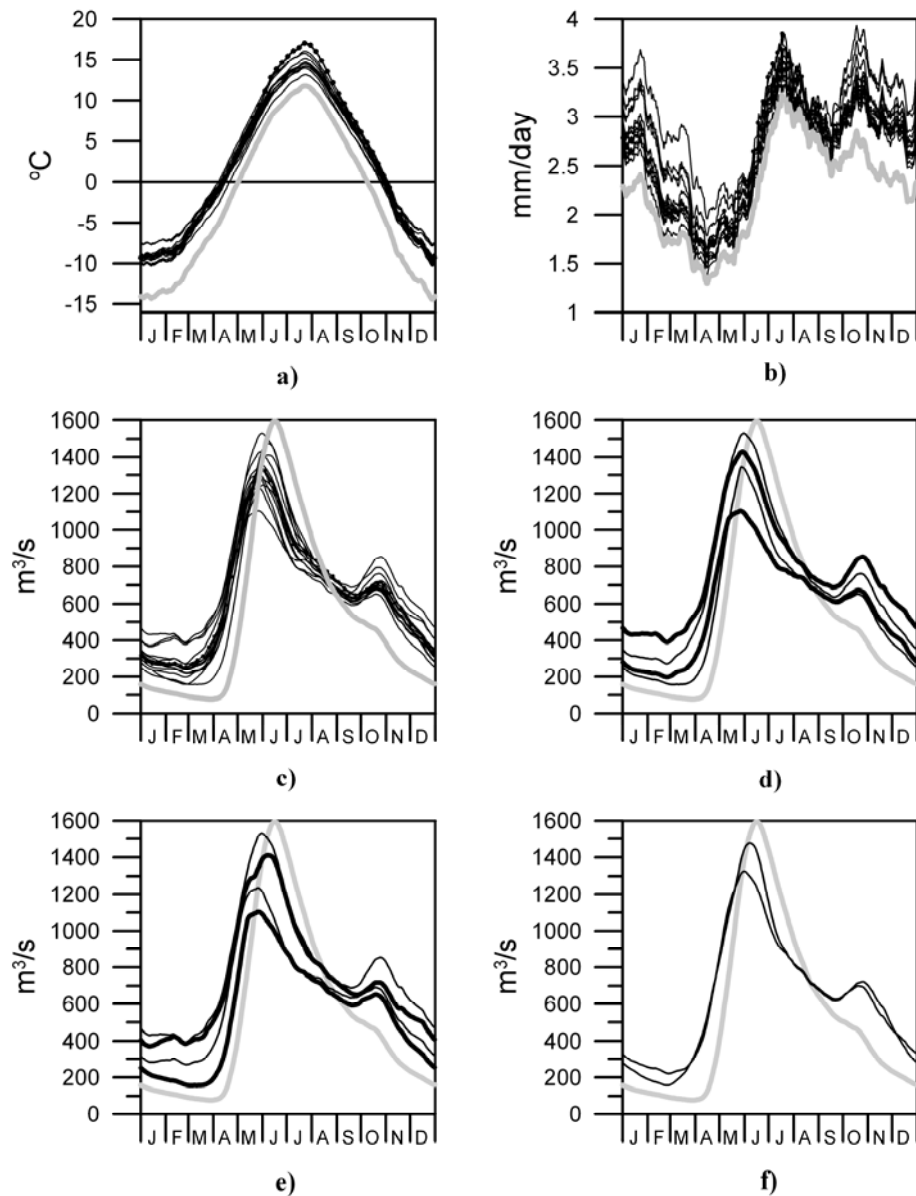 20
15
10
5
0
-5
-10
-15
°C
J F M A M J J A S O N D
a)
4
3.5
3
2.5
2
1.5
1
mm/day
J F M A M J J A S O N D
b)
1600
1400
1200
1000
800
600
400
200
0
m³/s
J F M A M J J A S O N D
c)
1600
1400
1200
1000
800
600
400
200
0
m³/s
J F M A M J J A S O N D
d)
1600
1400
1200
1000
800
600
400
200
0
m³/s
J F M A M J J A S O N D
e)
1600
1400
1200
1000
800
600
400
200
0
m³/s
J F M A M J J A S O N D
f)